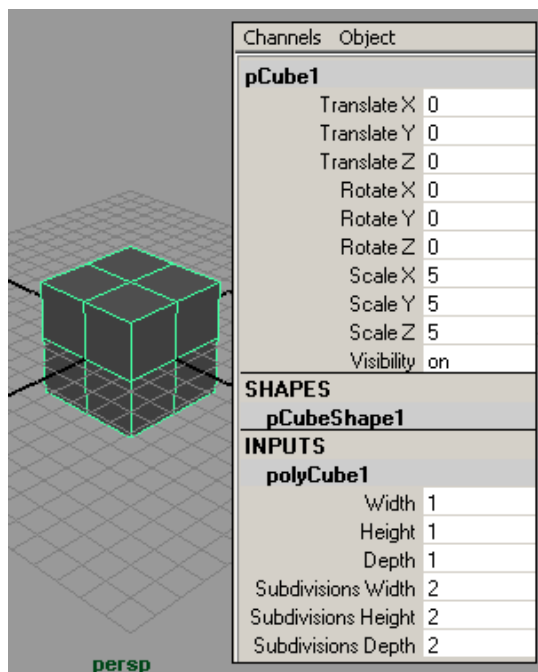 Channels Object
pCube1
Translate X 0
Translate Y 0
Translate Z 0
Rotate X 0
Rotate Y 0
Rotate Z 0
Scale X 5
Scale Y 5
Scale Z 5
Visibility on
SHAPES
pCubeShape1
INPUTS
polyCube1
Width 1
Height 1
Depth 1
Subdivisions Width 2
Subdivisions Height 2
Subdivisions Depth 2
persp